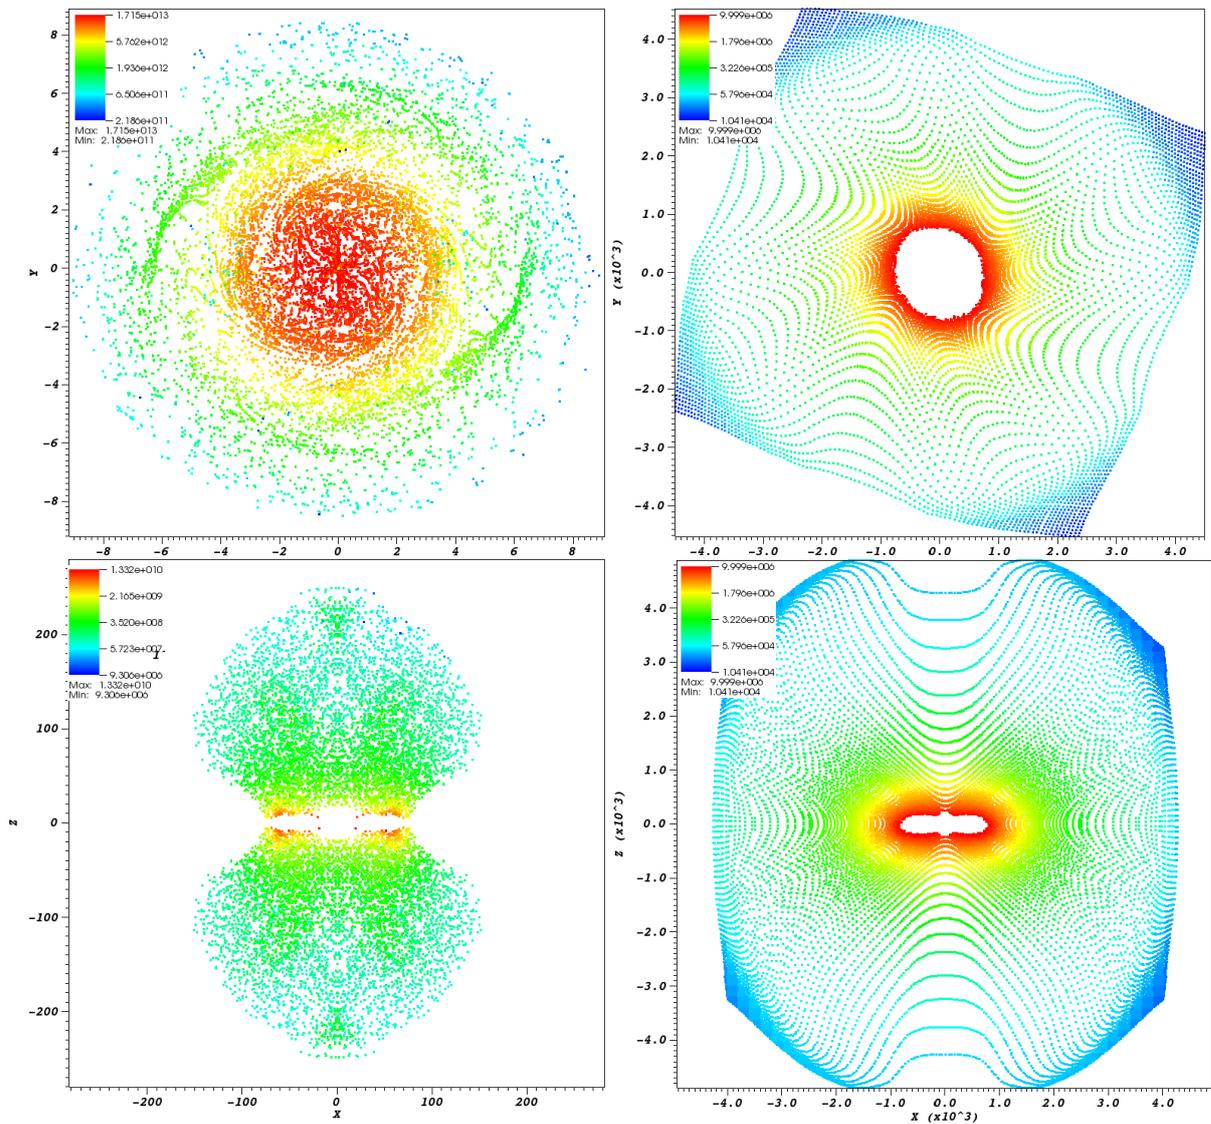 1.715e+013
5.762e+012
1.936e+012
6.506e+011
2.186e+011
Max: 1.715e+013
Min: 2.186e+011
8
6
4
2
0
-2
-4
-6
-8
Y
-8 -6 -4 -2 0 2 4 6 8
9.999e+006
1.796e+006
3.226e+005
5.796e+004
1.041e+004
Max: 9.999e+006
Min: 1.041e+004
4.0
3.0
2.0
1.0
0.0
-1.0
-2.0
-3.0
-4.0
Y (x10^3)
-4.0 -3.0 -2.0 -1.0 0.0 1.0 2.0 3.0 4.0
1.332e+010
2.165e+009
3.520e+008
5.723e+007
9.306e+006
Max: 1.332e+010
Min: 9.306e+006
200
100
0
-100
-200
Z
-200 -100 0 100 200
X
9.999e+006
1.796e+006
3.226e+005
5.796e+004
1.041e+004
Max: 9.999e+006
Min: 1.041e+004
4.0
3.0
2.0
1.0
0.0
-1.0
-2.0
-3.0
-4.0
Z (x10^3)
-4.0 -3.0 -2.0 -1.0 0.0 1.0 2.0 3.0 4.0
X (x10^3)